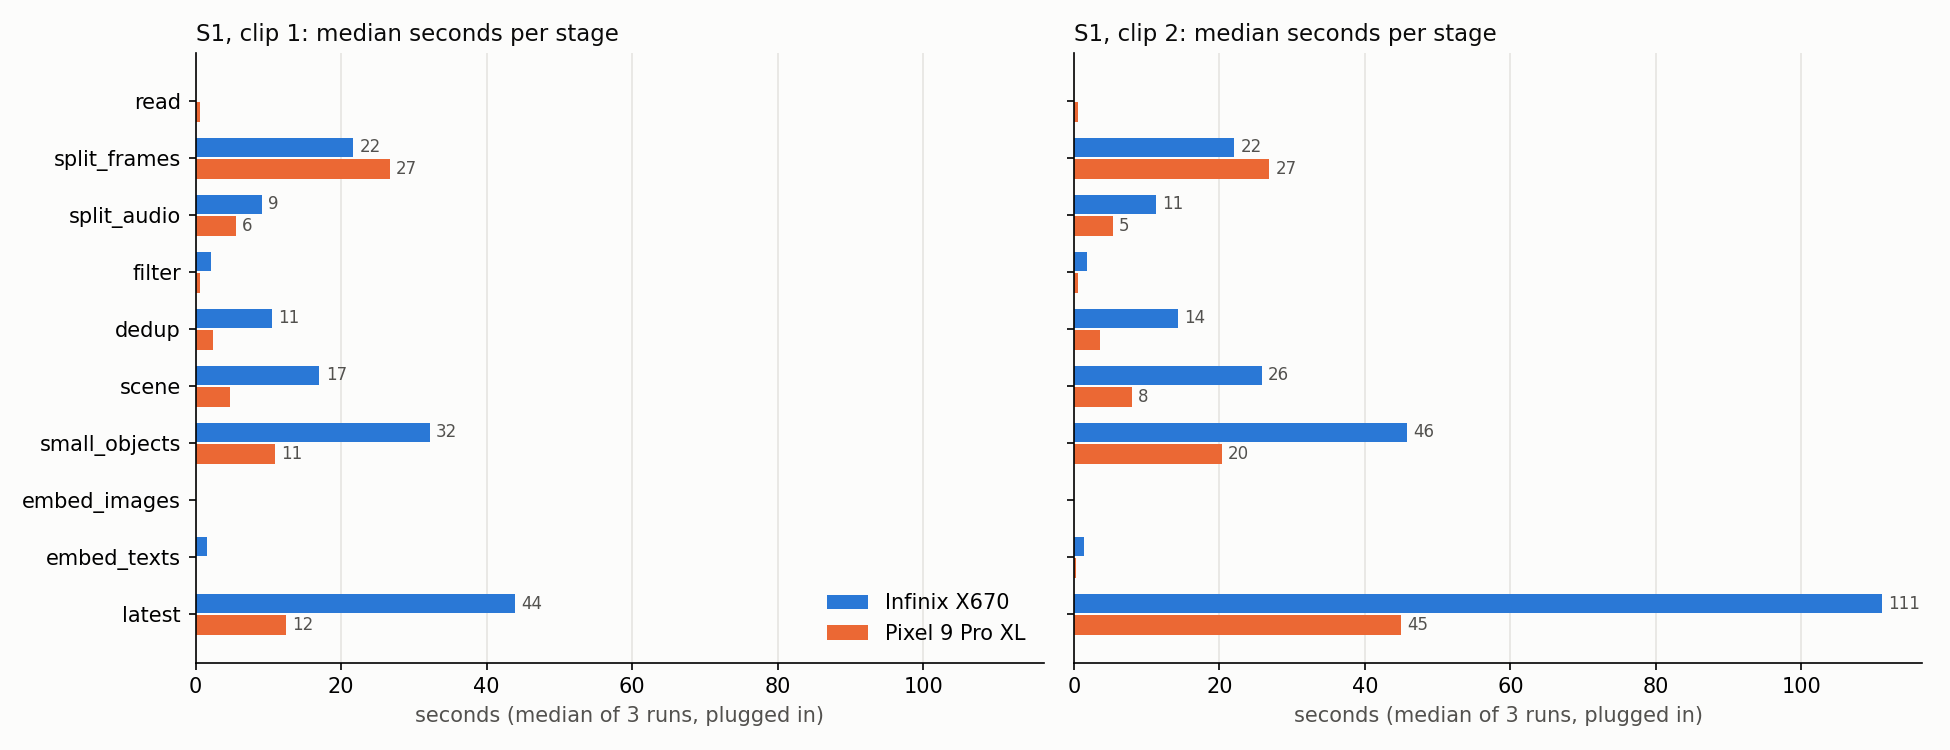 S1, clip 1: median seconds per stage
read
split_frames
22
27
split_audio
9
6
filter
dedup
11
scene
17
small_objects
32
11
embed_images
embed_texts
latest
44
12
Infinix X670
Pixel 9 Pro XL
0 20 40 60 80 100
seconds (median of 3 runs, plugged in)
S1, clip 2: median seconds per stage
22
27
11
5
14
26
8
46
20
111
45
0 20 40 60 80 100
seconds (median of 3 runs, plugged in)